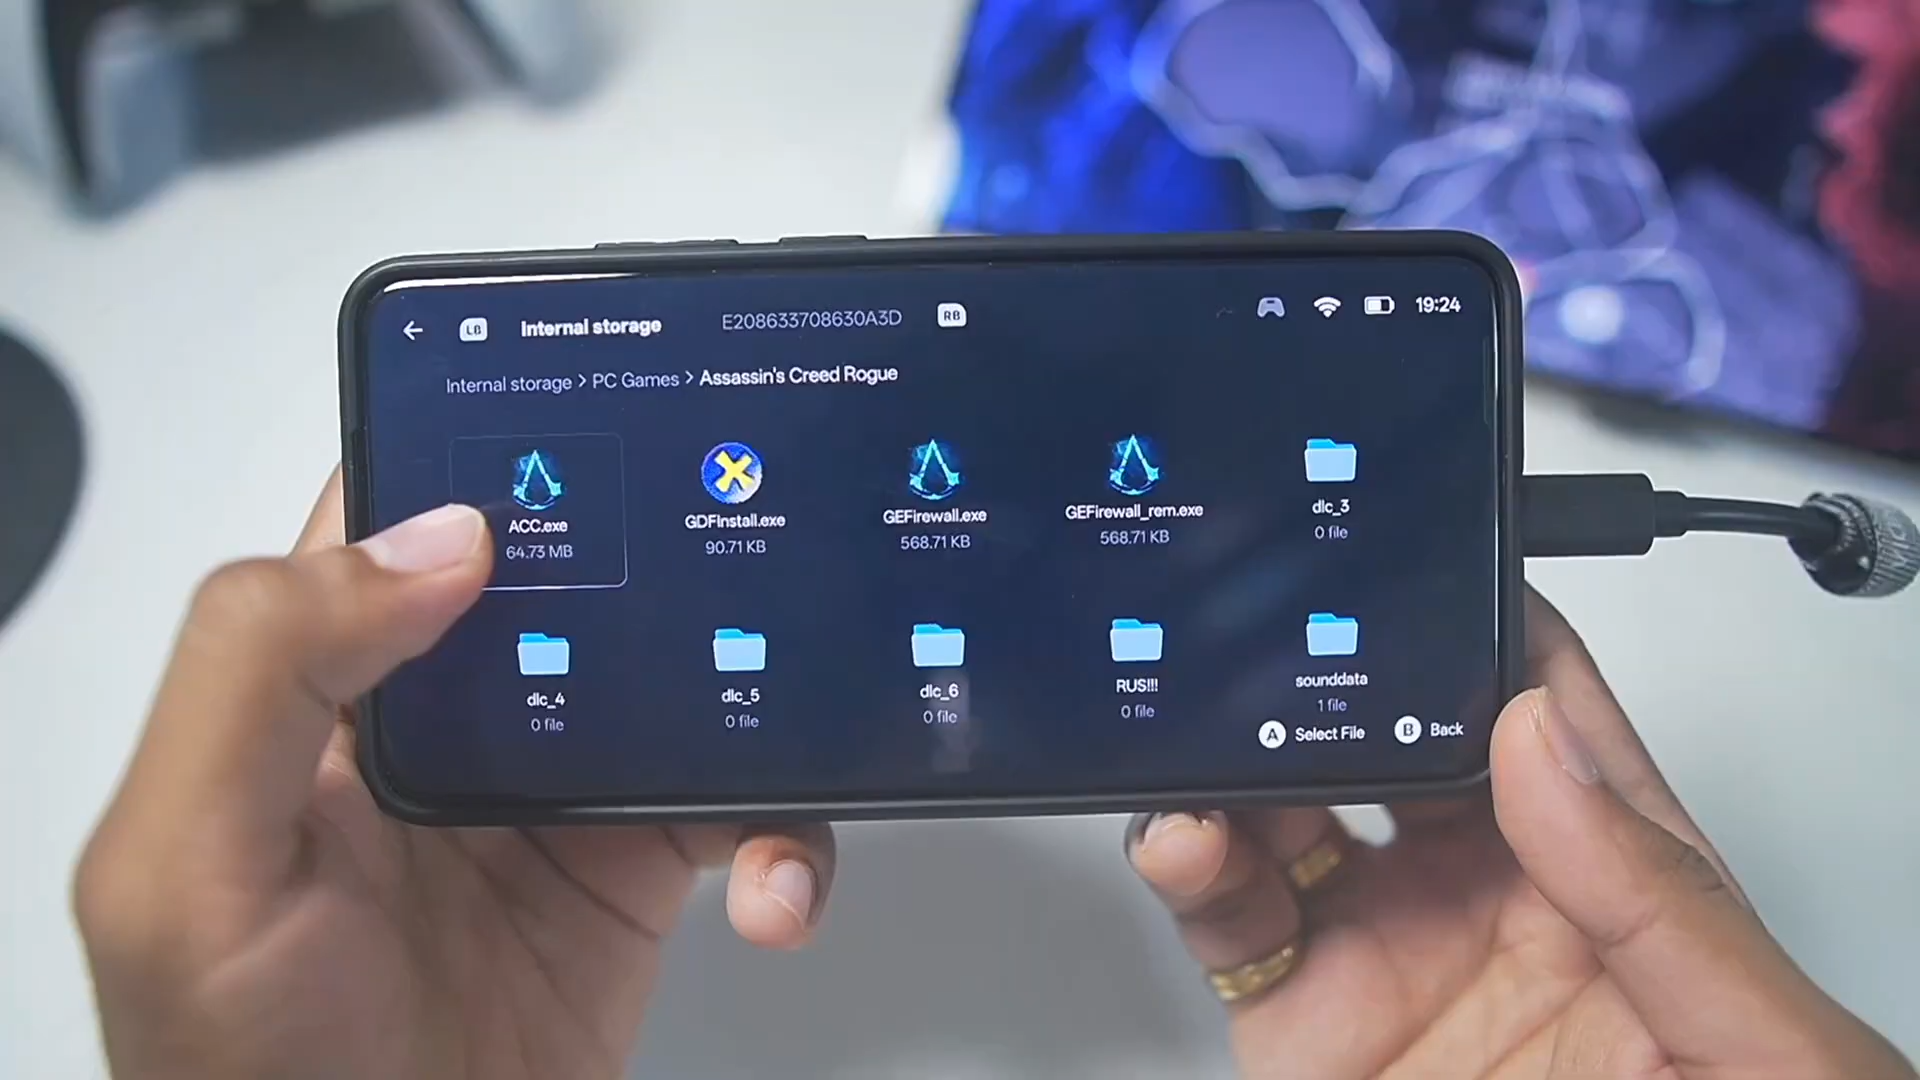 LB Internal storage E208633708630A3D RB 19:24
Internal storage > PC Games > Assassin's Creed Rogue
ACC.exe GDFInstall.exe GEFirewall.exe GEFirewall_rem.exe dlc_3
64.73 MB 90.71 KB 568.71 KB 568.71 KB 0 file
dlc_4 dlc_5 dlc_6 RUS!!! sounddata
0 file 0 file 0 file 0 file 1 file
A Select File B Back